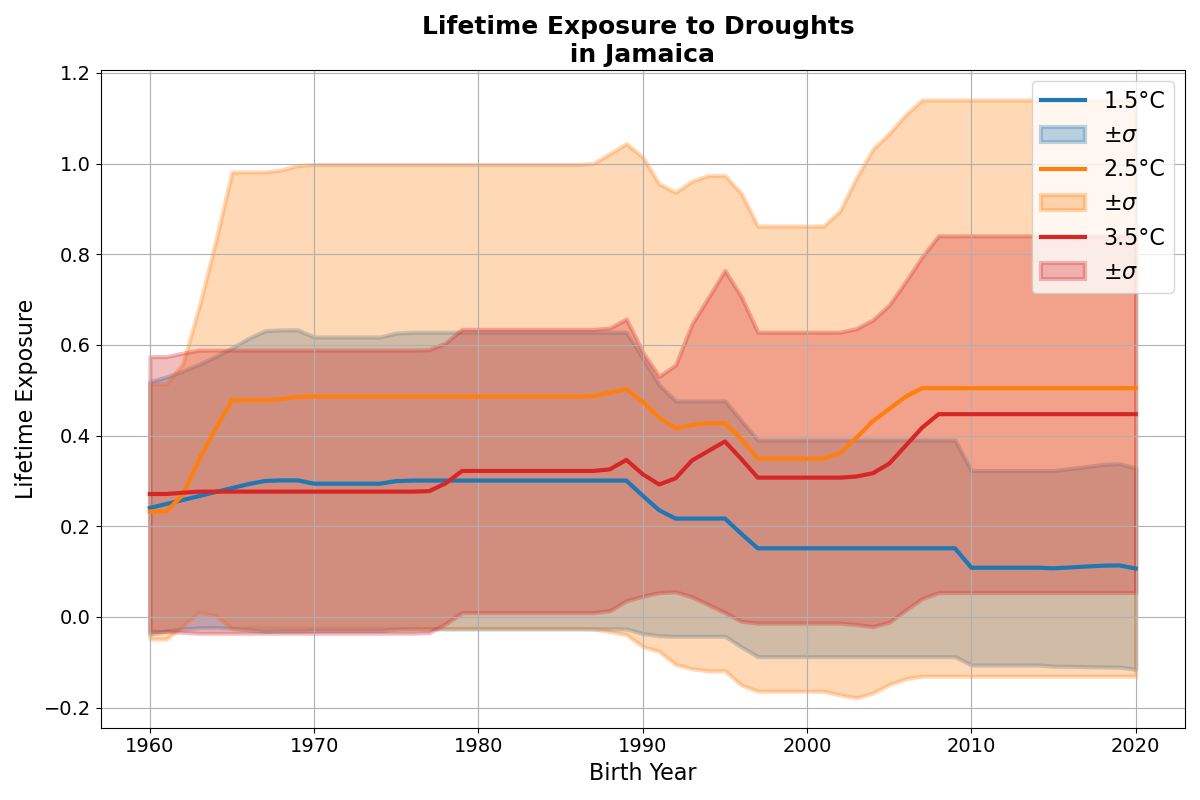 Lifetime Exposure to Droughts
in Jamaica
1.2
1.0
0.8
0.6
0.4
0.2
0.0
−0.2
Lifetime Exposure
1.5°C
±σ
2.5°C
±σ
3.5°C
±σ
1960
1970
1980
1990
2000
2010
2020
Birth Year